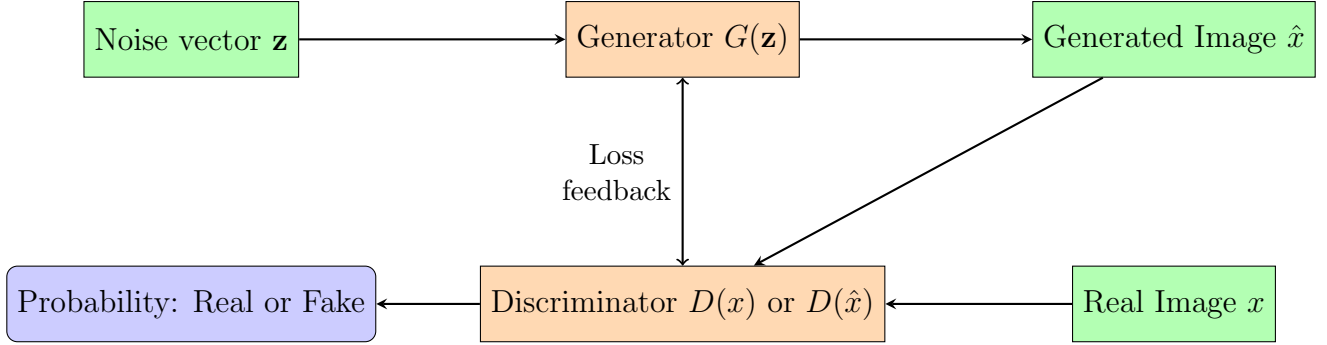 Noise vector z
Generator G(z)
Generated Image x̂
Loss
feedback
Probability: Real or Fake
Discriminator D(x) or D(x̂)
Real Image x